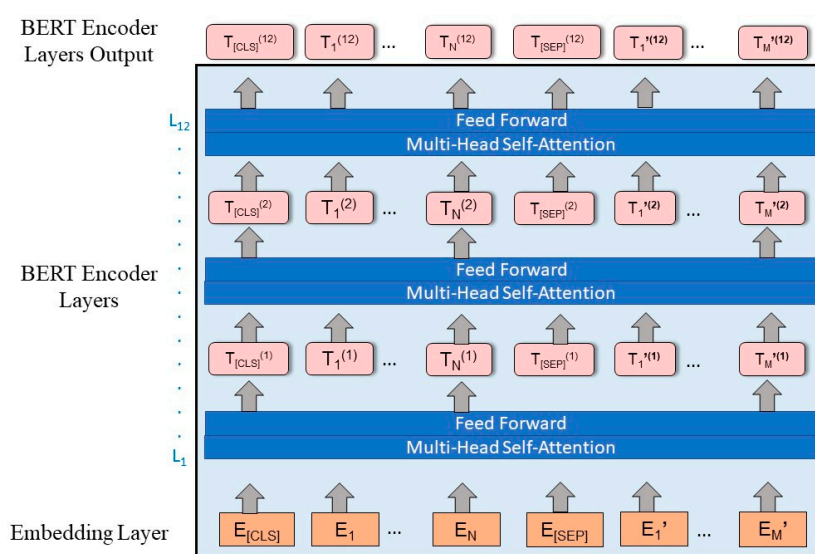 BERT Encoder
Layers Output
T[CLS](12) T1(12) ... TN(12) T[SEP](12) T1'(12) ... TM'(12)
L12
Feed Forward
Multi-Head Self-Attention
T[CLS](2) T1(2) ... TN(2) T[SEP](2) T1'(2) ... TM'(2)
BERT Encoder
Layers
Feed Forward
Multi-Head Self-Attention
T[CLS](1) T1(1) ... TN(1) T[SEP](1) T1'(1) ... TM'(1)
Feed Forward
Multi-Head Self-Attention
L1
Embedding Layer
E[CLS] E1 ... EN E[SEP] E1' ... EM'